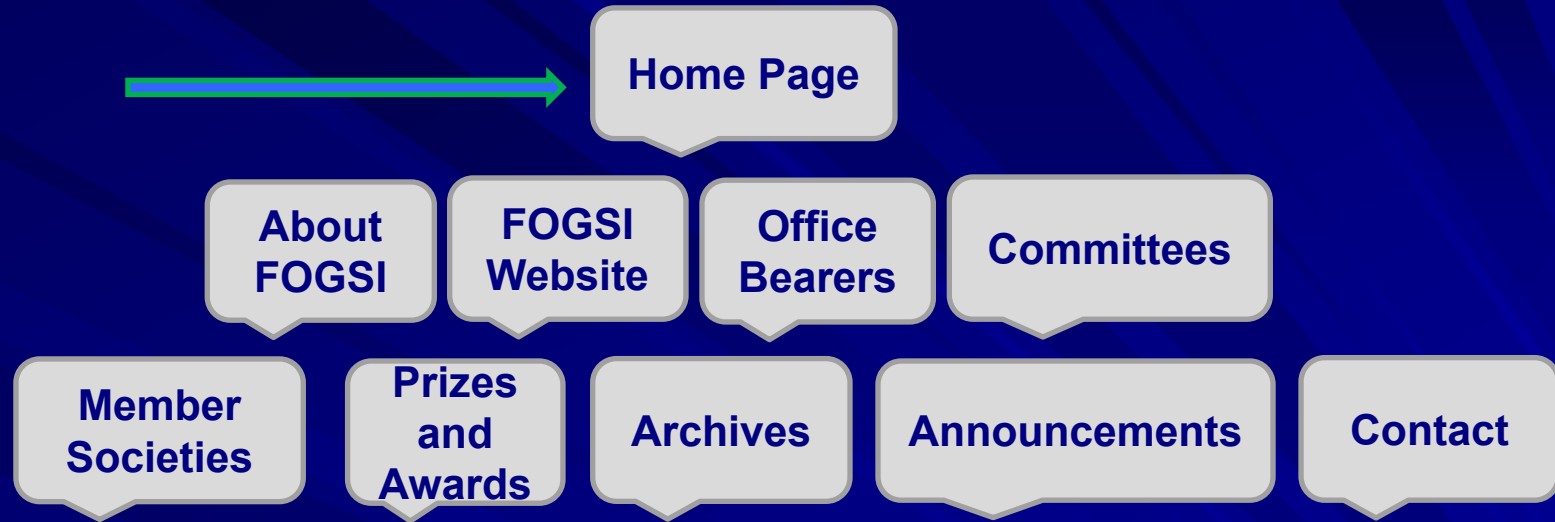 Home Page
About
FOGSI
FOGSI
Website
Office
Bearers
Committees
Member
Societies
Prizes
and
Awards
Archives
Announcements
Contact